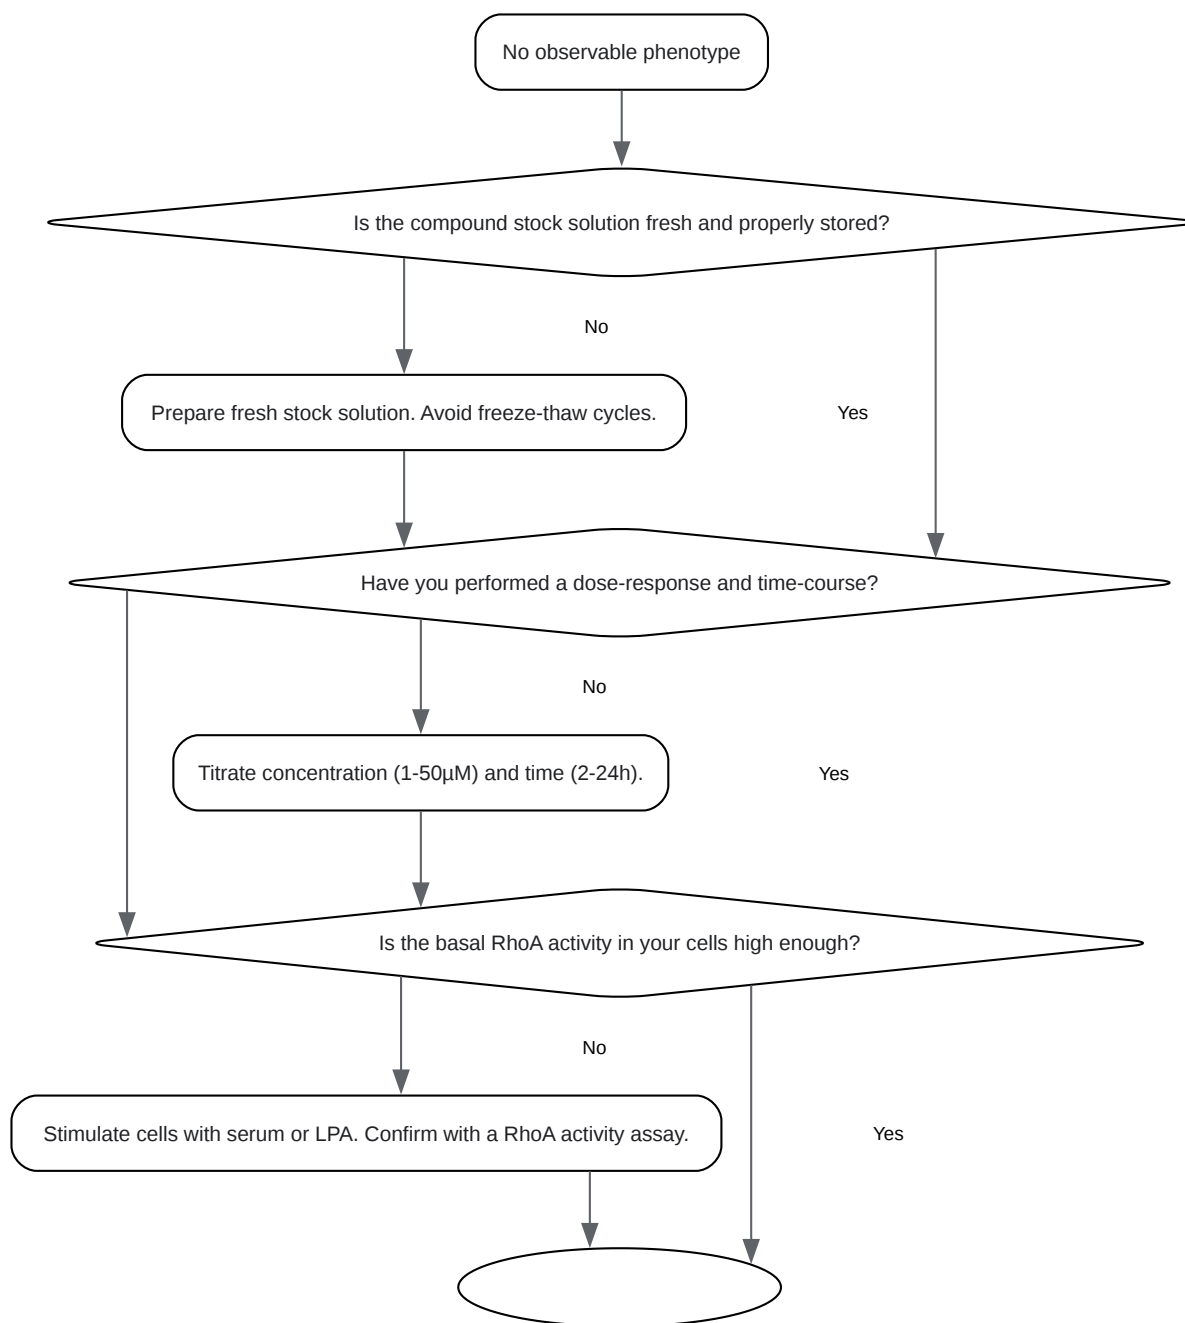 No observable phenotype
Is the compound stock solution fresh and properly stored?
No
Prepare fresh stock solution. Avoid freeze-thaw cycles.
Yes
Have you performed a dose-response and time-course?
No
Titrate concentration (1-50µM) and time (2-24h).
Yes
Is the basal RhoA activity in your cells high enough?
No
Stimulate cells with serum or LPA. Confirm with a RhoA activity assay.
Yes